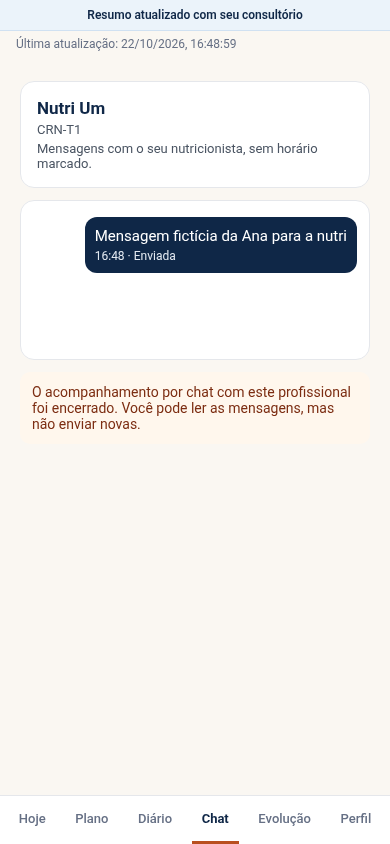 Resumo atualizado com seu consultório
Última atualização: 22/10/2026, 16:48:59
Nutri Um
CRN-T1
Mensagens com o seu nutricionista, sem horário
marcado.
Mensagem fictícia da Ana para a nutri
16:48 · Enviada
O acompanhamento por chat com este profissional
foi encerrado. Você pode ler as mensagens, mas
não enviar novas.
Hoje Plano Diário Chat Evolução Perfil